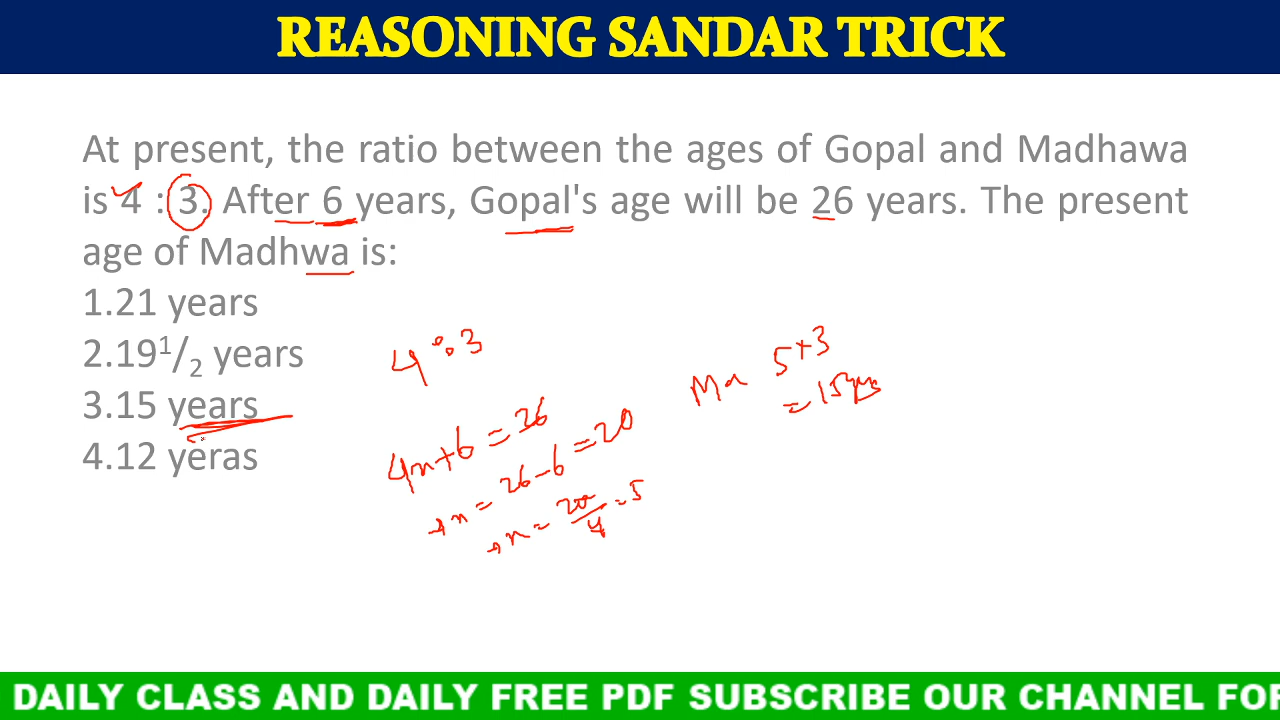 REASONING SANDAR TRICK
At present, the ratio between the ages of Gopal and Madhawa
is 4 : 3. After 6 years, Gopal's age will be 26 years. The present
age of Madhwa is:
1.21 years
2.19 1/2 years
3.15 years
4.12 yeras
4 : 3
4x+6 = 26
x = 26-6 = 20
x = 20/4 = 5
Ma 5×3
= 15 yrs
DAILY CLASS AND DAILY FREE PDF SUBSCRIBE OUR CHANNEL FOR